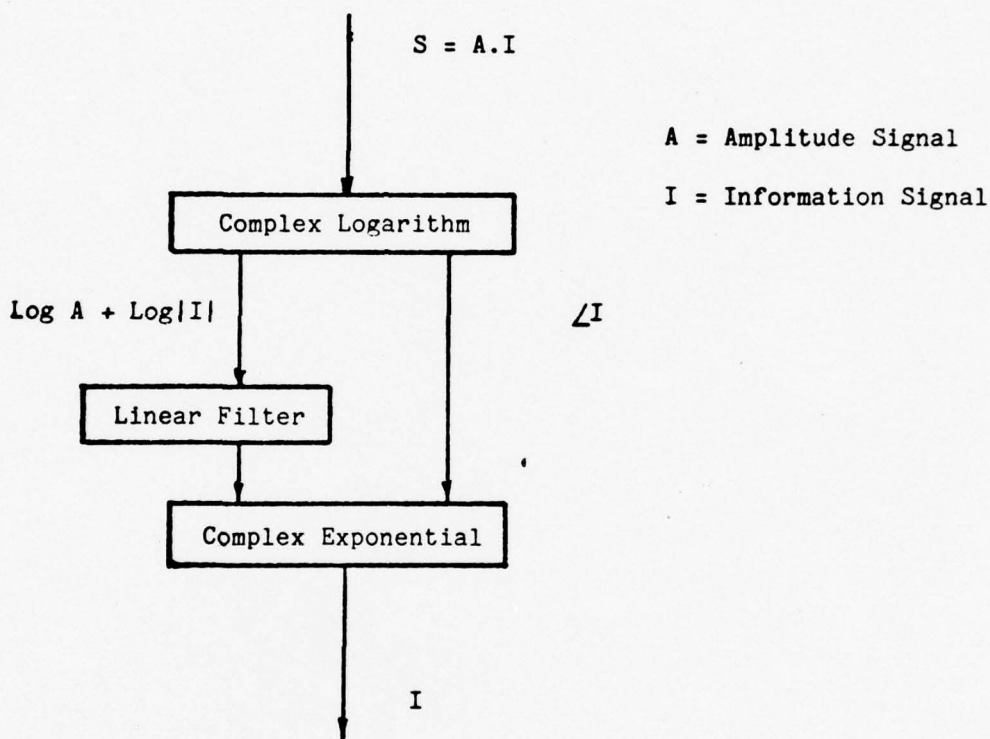 S = A.I
A = Amplitude Signal
I = Information Signal
Complex Logarithm
Log A + Log|I|
∠I
Linear Filter
Complex Exponential
I